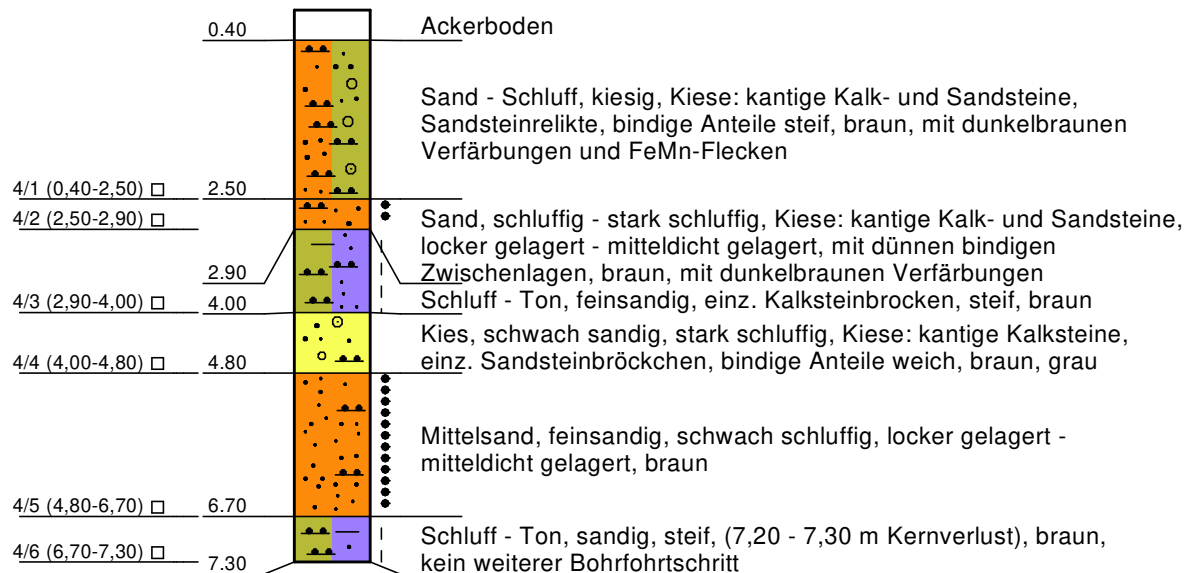 0.40 Ackerboden
Sand - Schluff, kiesig, Kiese: kantige Kalk- und Sandsteine,
Sandsteinrelikte, bindige Anteile steif, braun, mit dunkelbraunen
Verfärbungen und FeMn-Flecken
4/1 (0,40-2,50) □ 2.50
4/2 (2,50-2,90) □
Sand, schluffig - stark schluffig, Kiese: kantige Kalk- und Sandsteine,
locker gelagert - mitteldicht gelagert, mit dünnen bindigen
2.90 Zwischenlagen, braun, mit dunkelbraunen Verfärbungen
4/3 (2,90-4,00) □ 4.00 Schluff - Ton, feinsandig, einz. Kalksteinbrocken, steif, braun
Kies, schwach sandig, stark schluffig, Kiese: kantige Kalksteine,
4/4 (4,00-4,80) □ 4.80 einz. Sandsteinbröckchen, bindige Anteile weich, braun, grau
Mittelsand, feinsandig, schwach schluffig, locker gelagert -
mitteldicht gelagert, braun
4/5 (4,80-6,70) □ 6.70
Schluff - Ton, sandig, steif, (7,20 - 7,30 m Kernverlust), braun,
4/6 (6,70-7,30) □ 7.30 kein weiterer Bohrfohrtschritt